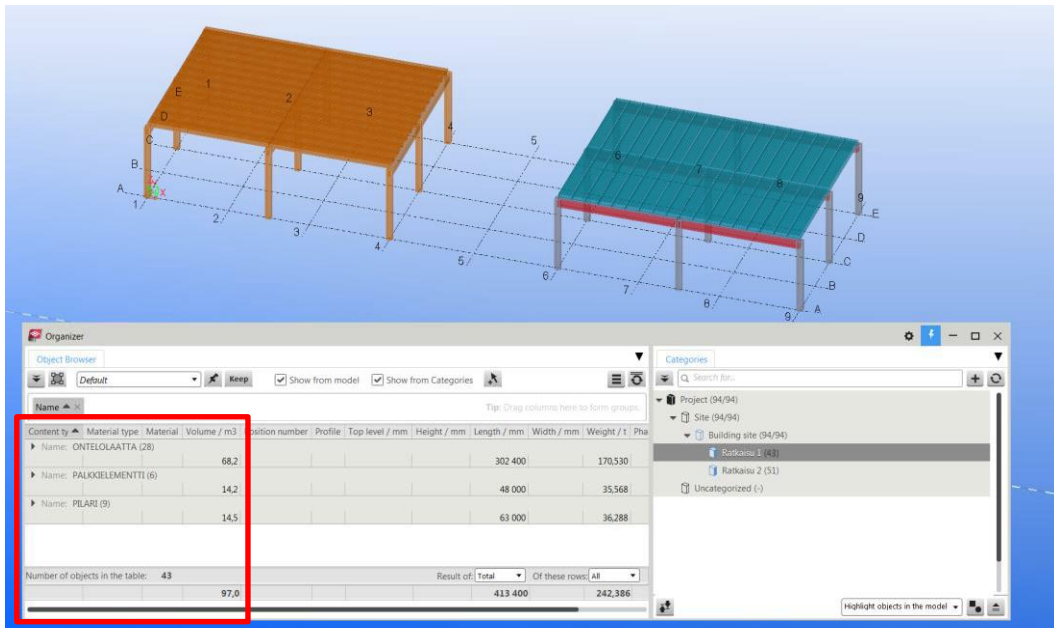 1 2 3 4 5 6 7 8 9
A B C D E
1 2 3 4 5 6 7 8 9
A B C D E
X
Organizer
Object Browser
Categories
Default
Keep
Show from model
Show from Categories
Search for...
Name
Tip: Drag columns here to form groups.
Content ty Material type Material Volume / m3 Position number Profile Top level / mm Height / mm Length / mm Width / mm Weight / t Pha
Name: ONTELOLAATTA (28)
68,2 302 400 170,530
Name: PALKKIELEMENTTI (6)
14,2 48 000 35,568
Name: PILARI (9)
14,5 63 000 36,288
Number of objects in the table: 43 Result of: Total Of these rows: All
97,0 413 400 242,386
Project (94/94)
Site (94/94)
Building site (94/94)
Ratkaisu 1 (43)
Ratkaisu 2 (51)
Uncategorized (-)
Highlight objects in the model